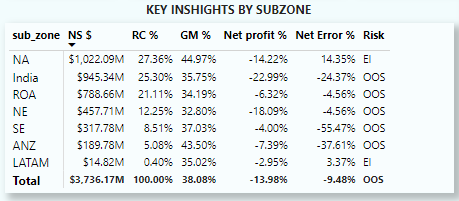 KEY INSHIGHTS BY SUBZONE
sub_zone NS $ RC % GM % Net profit % Net Error % Risk
NA $1,022.09M 27.36% 44.97% -14.22% 14.35% EI
India $945.34M 25.30% 35.75% -22.99% -24.37% OOS
ROA $788.66M 21.11% 34.19% -6.32% -4.56% OOS
NE $457.71M 12.25% 32.80% -18.09% -4.56% OOS
SE $317.78M 8.51% 37.03% -4.00% -55.47% OOS
ANZ $189.78M 5.08% 43.50% -7.39% -37.61% OOS
LATAM $14.82M 0.40% 35.02% -2.95% 3.37% EI
Total $3,736.17M 100.00% 38.08% -13.98% -9.48% OOS